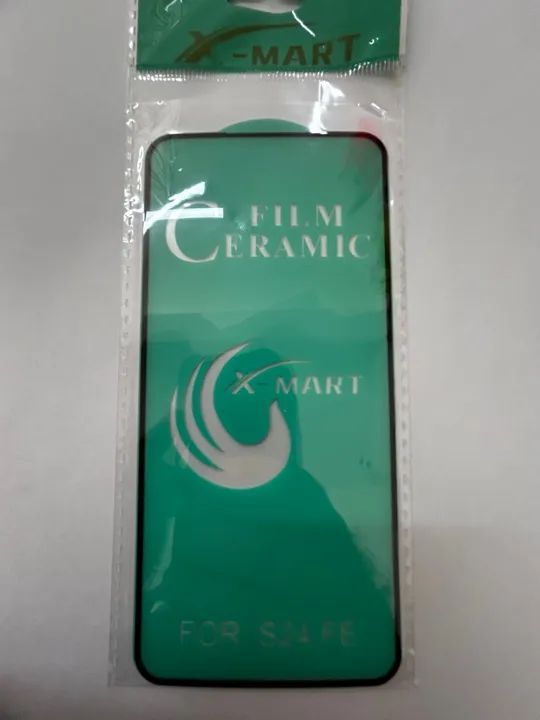 X-MART
FILM
CERAMIC
X-MART
FOR S24 FE